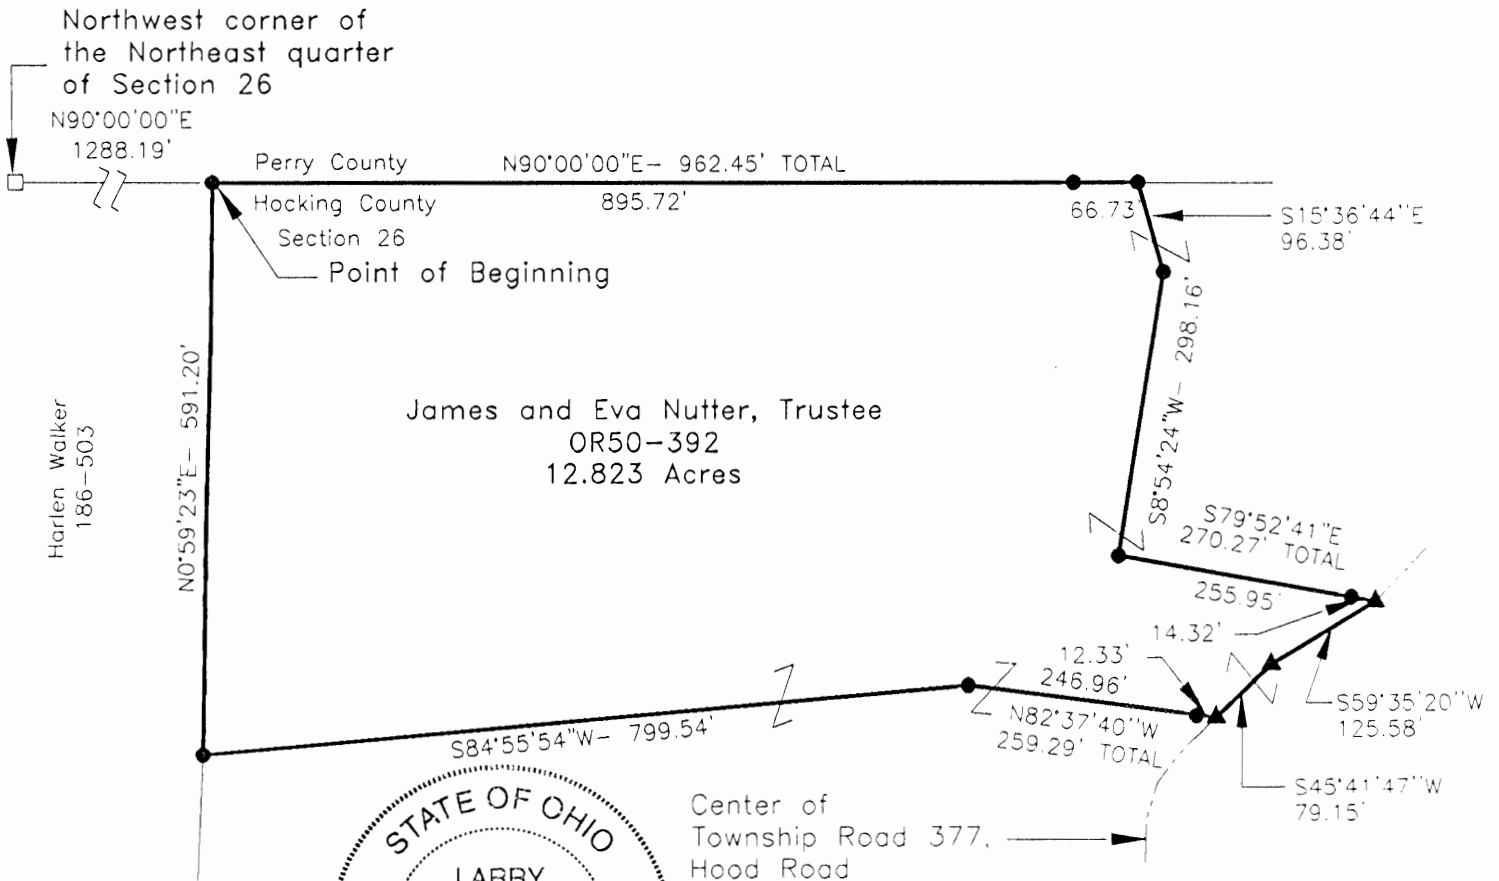 Northwest corner of
the Northeast quarter
of Section 26
N90°00'00"E
1288.19'
Perry County
N90°00'00"E- 962.45' TOTAL
Hocking County
895.72'
66.73'
Section 26
Point of Beginning
S15°36'44"E
96.38'
S8°54'24"W- 298.16'
N0°59'23"E- 591.20'
Harlen Walker
186-503
James and Eva Nutter, Trustee
OR50-392
12.823 Acres
S79°52'41"E
270.27' TOTAL
255.95'
14.32'
12.33'
246.96'
N82°37'40"W
259.29' TOTAL
S59°35'20"W
125.58'
S45°41'47"W
79.15'
S84°55'54"W- 799.54'
STATE OF OHIO
LARRY
Center of
Township Road 377,
Hood Road